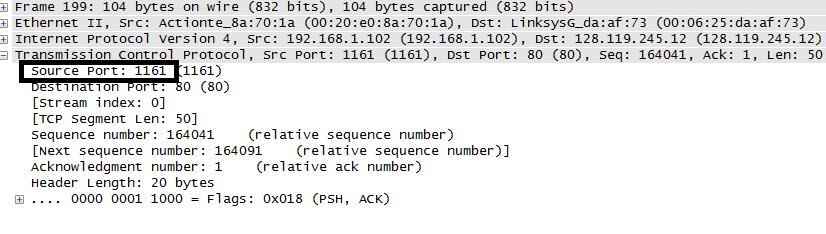 Frame 199: 104 bytes on wire (832 bits), 104 bytes captured (832 bits)
Ethernet II, Src: Actionte_8a:70:1a (00:20:e0:8a:70:1a), Dst: LinksysG_da:af:73 (00:06:25:da:af:73)
Internet Protocol Version 4, Src: 192.168.1.102 (192.168.1.102), Dst: 128.119.245.12 (128.119.245.12)
Transmission Control Protocol, Src Port: 1161 (1161), Dst Port: 80 (80), Seq: 164041, Ack: 1, Len: 50
Source Port: 1161 (1161)
Destination Port: 80 (80)
[Stream index: 0]
[TCP Segment Len: 50]
Sequence number: 164041    (relative sequence number)
[Next sequence number: 164091    (relative sequence number)]
Acknowledgment number: 1    (relative ack number)
Header Length: 20 bytes
.... 0000 0001 1000 = Flags: 0x018 (PSH, ACK)